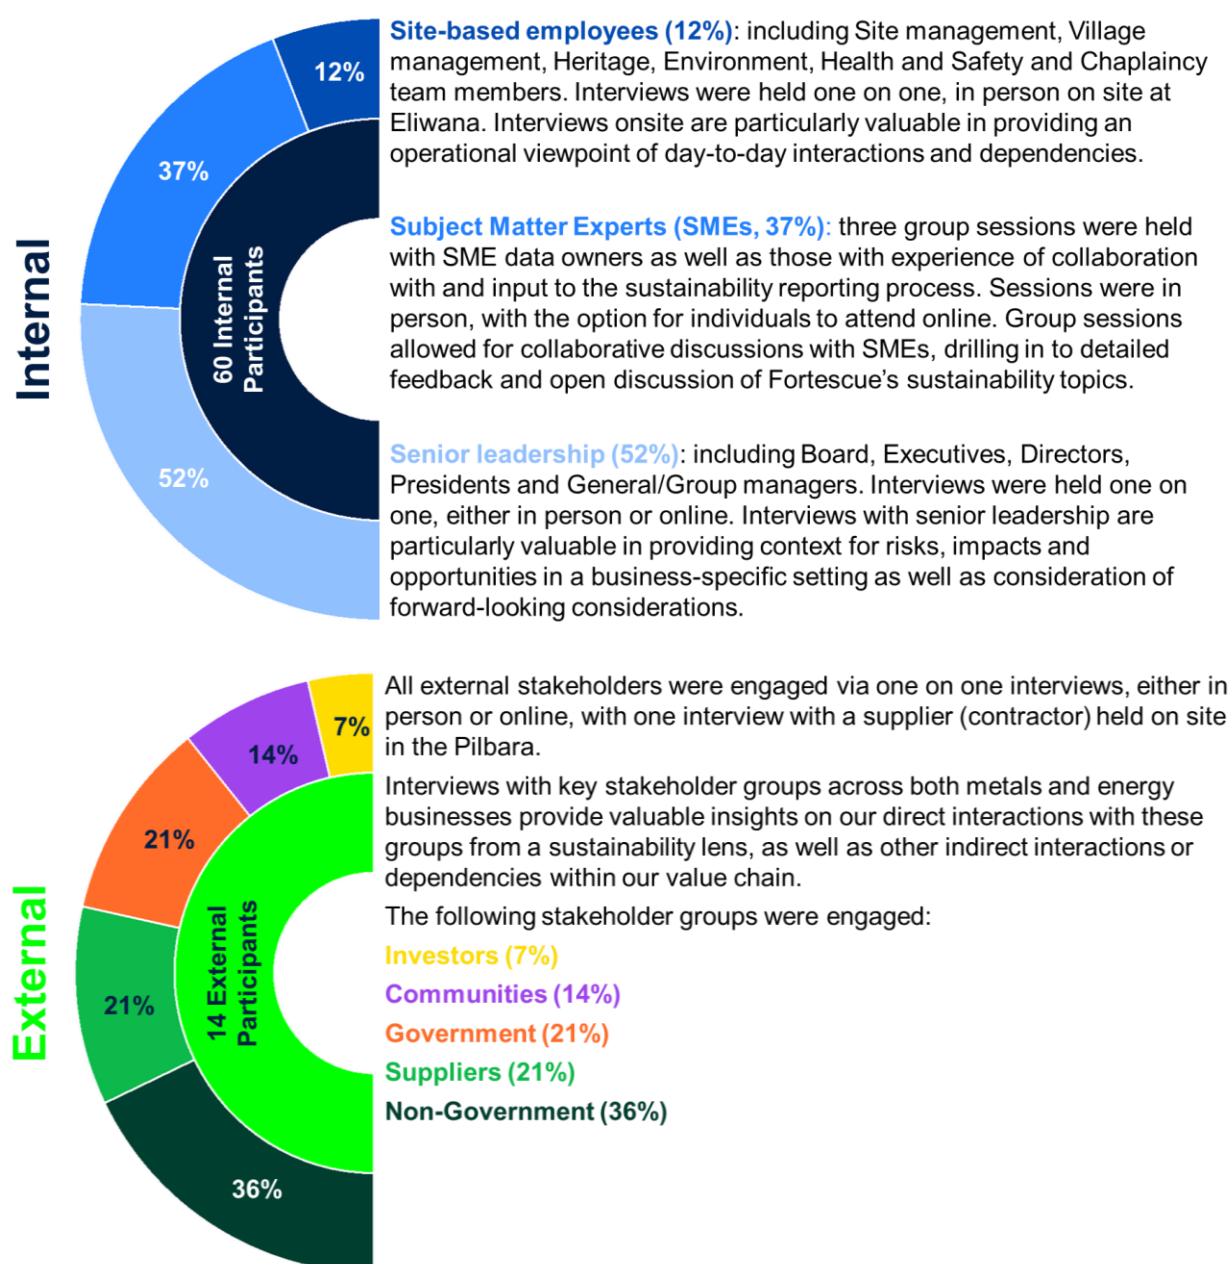 Internal
12%
37%
52%
60 Internal
Participants
Site-based employees (12%): including Site management, Village
management, Heritage, Environment, Health and Safety and Chaplaincy
team members. Interviews were held one on one, in person on site at
Eliwana. Interviews onsite are particularly valuable in providing an
operational viewpoint of day-to-day interactions and dependencies.
Subject Matter Experts (SMEs, 37%): three group sessions were held
with SME data owners as well as those with experience of collaboration
with and input to the sustainability reporting process. Sessions were in
person, with the option for individuals to attend online. Group sessions
allowed for collaborative discussions with SMEs, drilling in to detailed
feedback and open discussion of Fortescue’s sustainability topics.
Senior leadership (52%): including Board, Executives, Directors,
Presidents and General/Group managers. Interviews were held one on
one, either in person or online. Interviews with senior leadership are
particularly valuable in providing context for risks, impacts and
opportunities in a business-specific setting as well as consideration of
forward-looking considerations.
External
7%
14%
21%
21%
36%
14 External
Participants
All external stakeholders were engaged via one on one interviews, either in
person or online, with one interview with a supplier (contractor) held on site
in the Pilbara.
Interviews with key stakeholder groups across both metals and energy
businesses provide valuable insights on our direct interactions with these
groups from a sustainability lens, as well as other indirect interactions or
dependencies within our value chain.
The following stakeholder groups were engaged:
Investors (7%)
Communities (14%)
Government (21%)
Suppliers (21%)
Non-Government (36%)